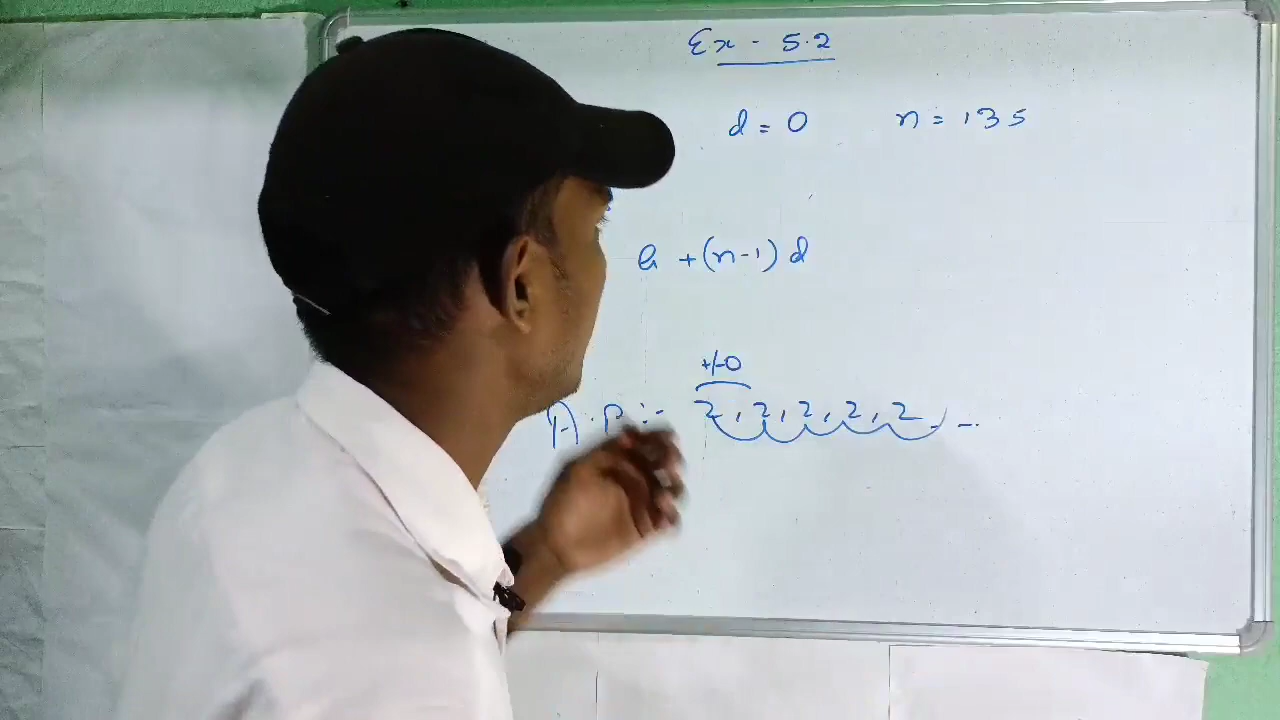 Ex - 5.2
d = 0 n = 135
a + (n-1) d
+/-0
A.P :- 2, 2, 2, 2, 2, ...